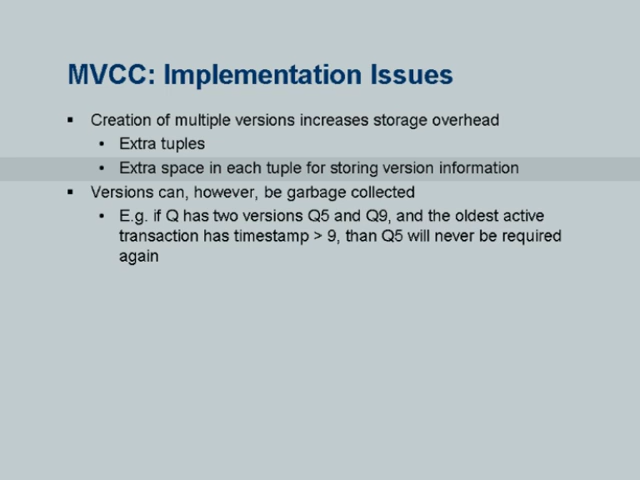 MVCC: Implementation Issues
▪ Creation of multiple versions increases storage overhead
• Extra tuples
• Extra space in each tuple for storing version information
▪ Versions can, however, be garbage collected
• E.g. if Q has two versions Q5 and Q9, and the oldest active
transaction has timestamp > 9, than Q5 will never be required
again